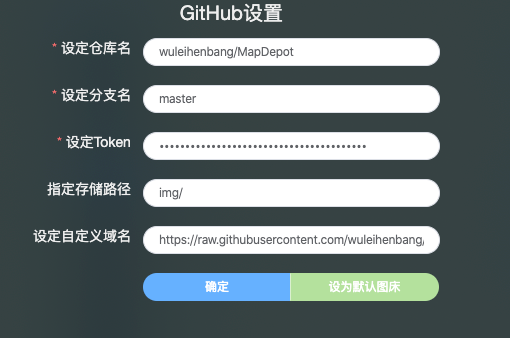 GitHub设置
* 设定仓库名 wuleihenbang/MapDepot
* 设定分支名 master
* 设定Token ••••••••••••••••••••••••••••••••••••••••
指定存储路径 img/
设定自定义域名 https://raw.githubusercontent.com/wuleihenbang/
确定 设为默认图床